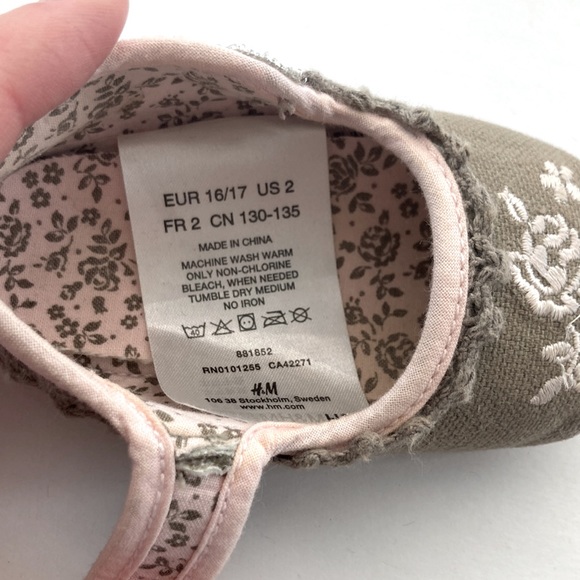 EUR 16/17 US 2
FR 2 CN 130-135
MADE IN CHINA
MACHINE WASH WARM
ONLY NON-CHLORINE
BLEACH, WHEN NEEDED
TUMBLE DRY MEDIUM
NO IRON
881852
RN0101255 CA42271
H&M
106 38 Stockholm, Sweden
www.hm.com